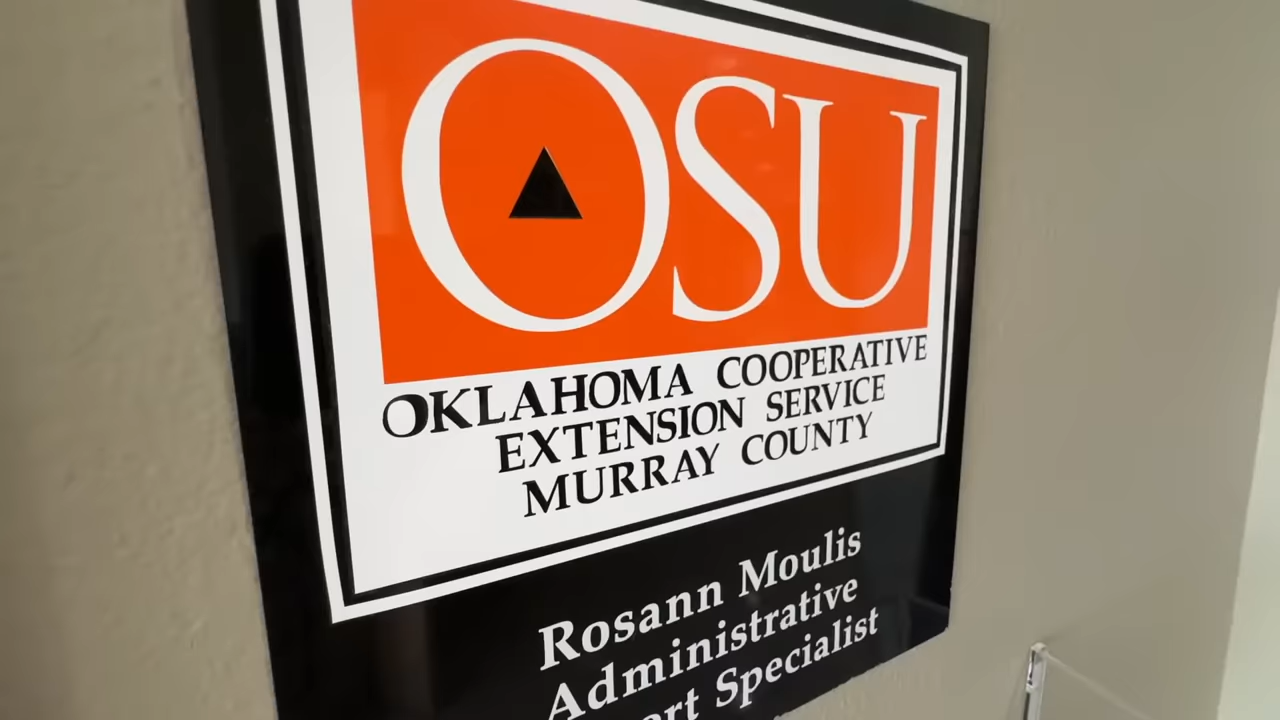 OSU
OKLAHOMA COOPERATIVE
EXTENSION SERVICE
MURRAY COUNTY
Rosann Moulis
Administrative
Specialist